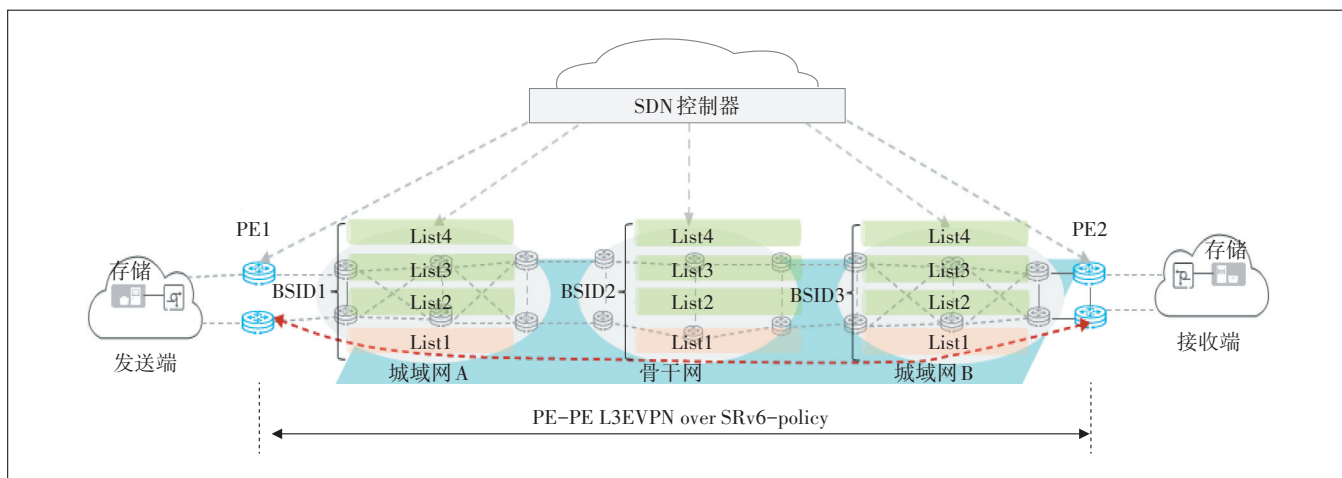 SDN控制器
PE1
PE2
List4
List4
List4
存储
存储
List3
List3
List3
BSID1
BSID2
BSID3
List2
List2
List2
List1
List1
List1
发送端
接收端
城域网A
骨干网
城域网B
PE-PE L3EVPN over SRv6-policy